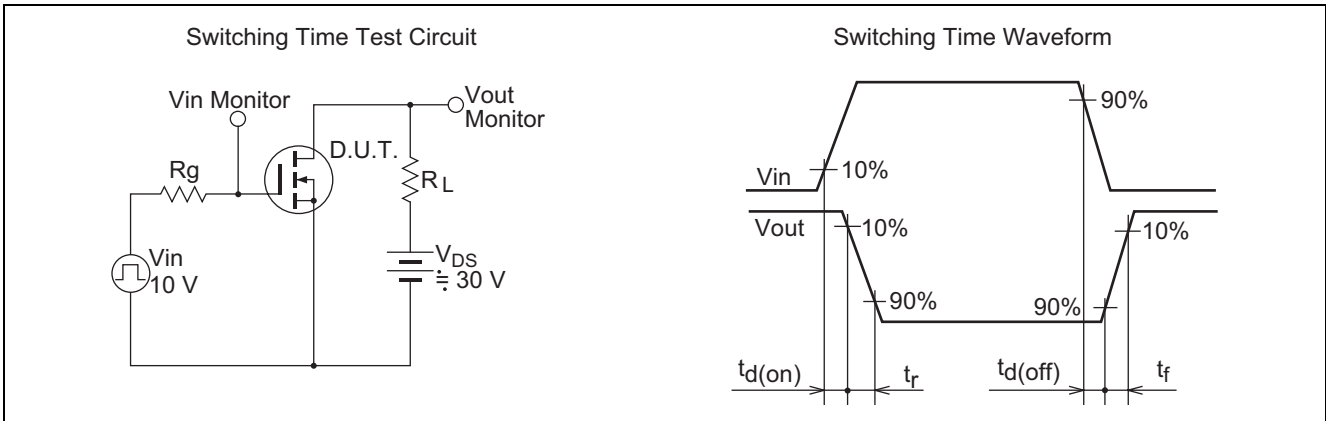 Switching Time Test Circuit
Vin Monitor
Vout
Monitor
D.U.T.
Rg
RL
Vin
10 V
VDS
≒ 30 V
Switching Time Waveform
90%
10%
Vin
Vout
10%
10%
90%
90%
td(on)
tr
td(off)
tf